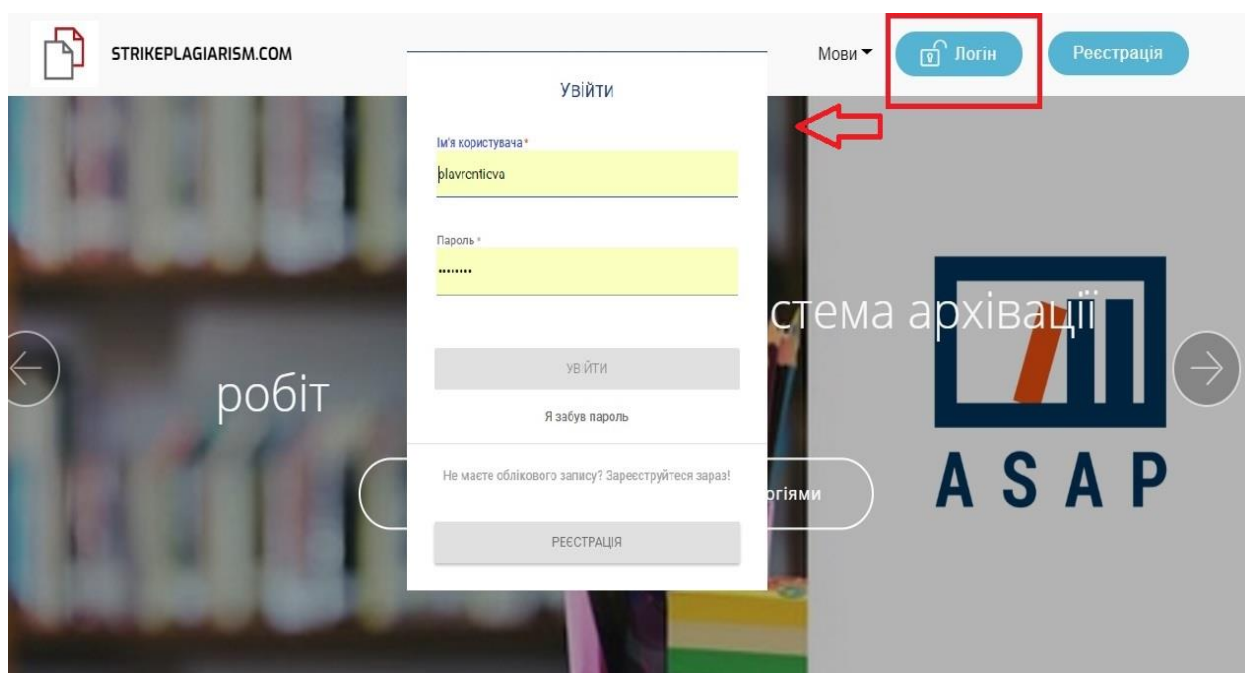 STRIKEPLAGIARISM.COM
Мови
Логін
Реєстрація
Увійти
Ім'я користувача*
plavrentieva
Пароль *
........
стема архівації
робіт
УВІЙТИ
Я забув пароль
Не маєте облікового запису? Зареєструйтеся зараз!
огіями
РЕЄСТРАЦІЯ
ASAP